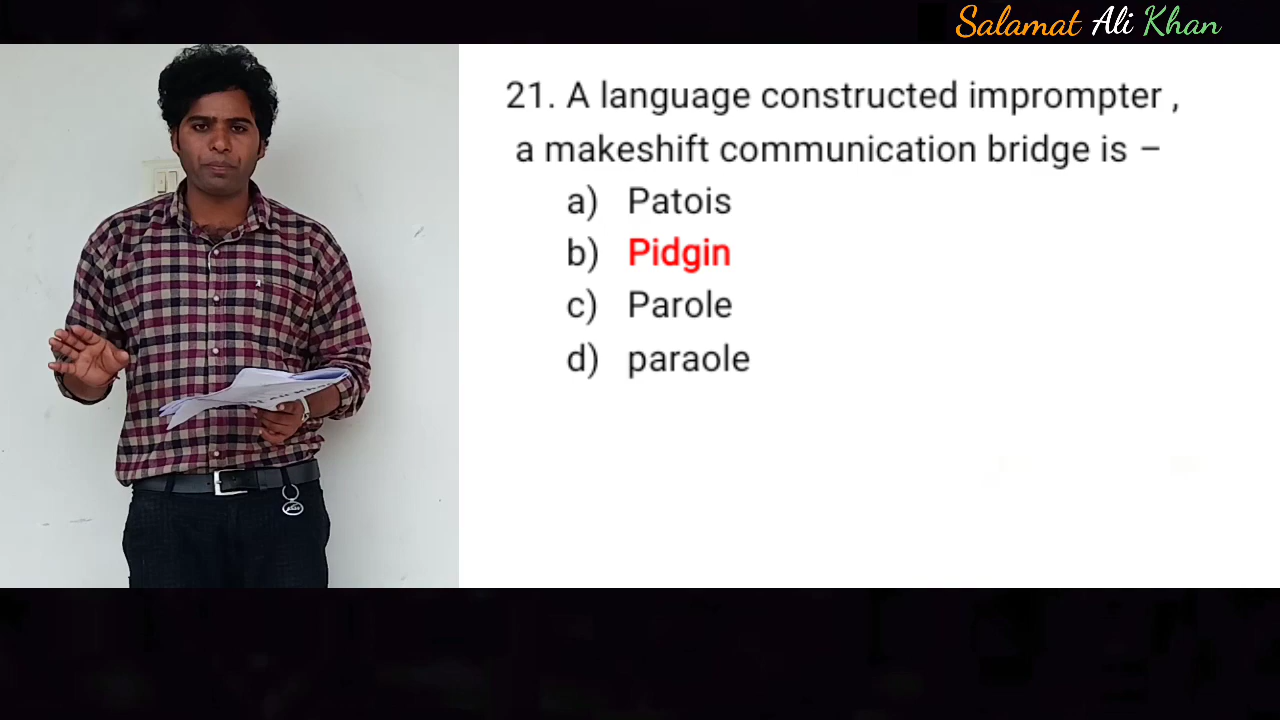 Salamat Ali Khan
21. A language constructed imprompter ,
a makeshift communication bridge is –
a) Patois
b) Pidgin
c) Parole
d) paraole